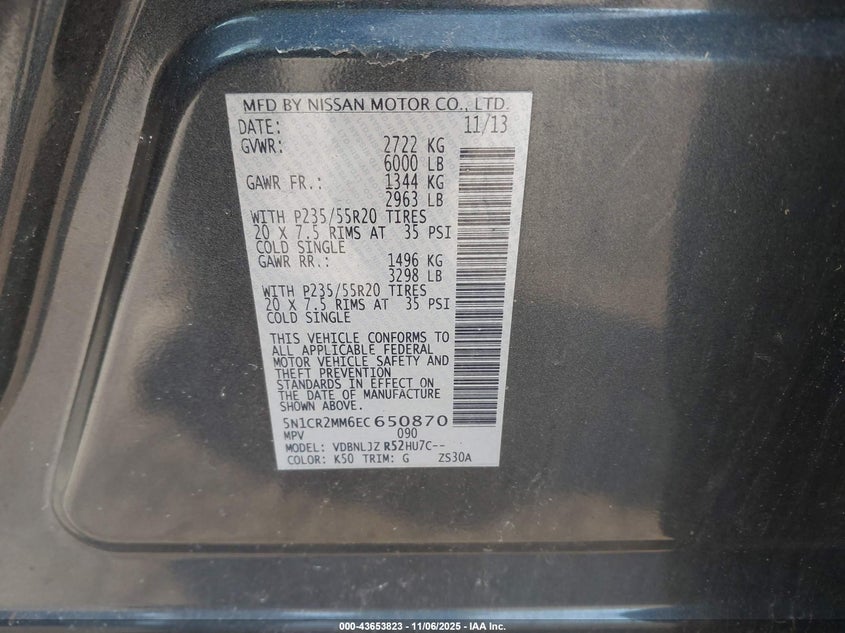 MFD BY NISSAN MOTOR CO., LTD.
DATE: 11/13
GVWR: 2722 KG
6000 LB
GAWR FR.: 1344 KG
2963 LB
WITH P235/55R20 TIRES
20 X 7.5 RIMS AT 35 PSI
COLD SINGLE
GAWR RR.: 1496 KG
3298 LB
WITH P235/55R20 TIRES
20 X 7.5 RIMS AT 35 PSI
COLD SINGLE
THIS VEHICLE CONFORMS TO
ALL APPLICABLE FEDERAL
MOTOR VEHICLE SAFETY AND
THEFT PREVENTION
STANDARDS IN EFFECT ON
THE DATE OF MANUFACTURE
SHOWN ABOVE.
5N1CR2MM6EC650870
MPV 090
MODEL: VDBNLJZ R52HU7C--
COLOR: K50 TRIM: G ZS30A
000-43653823 - 11/06/2025 - IAA Inc.